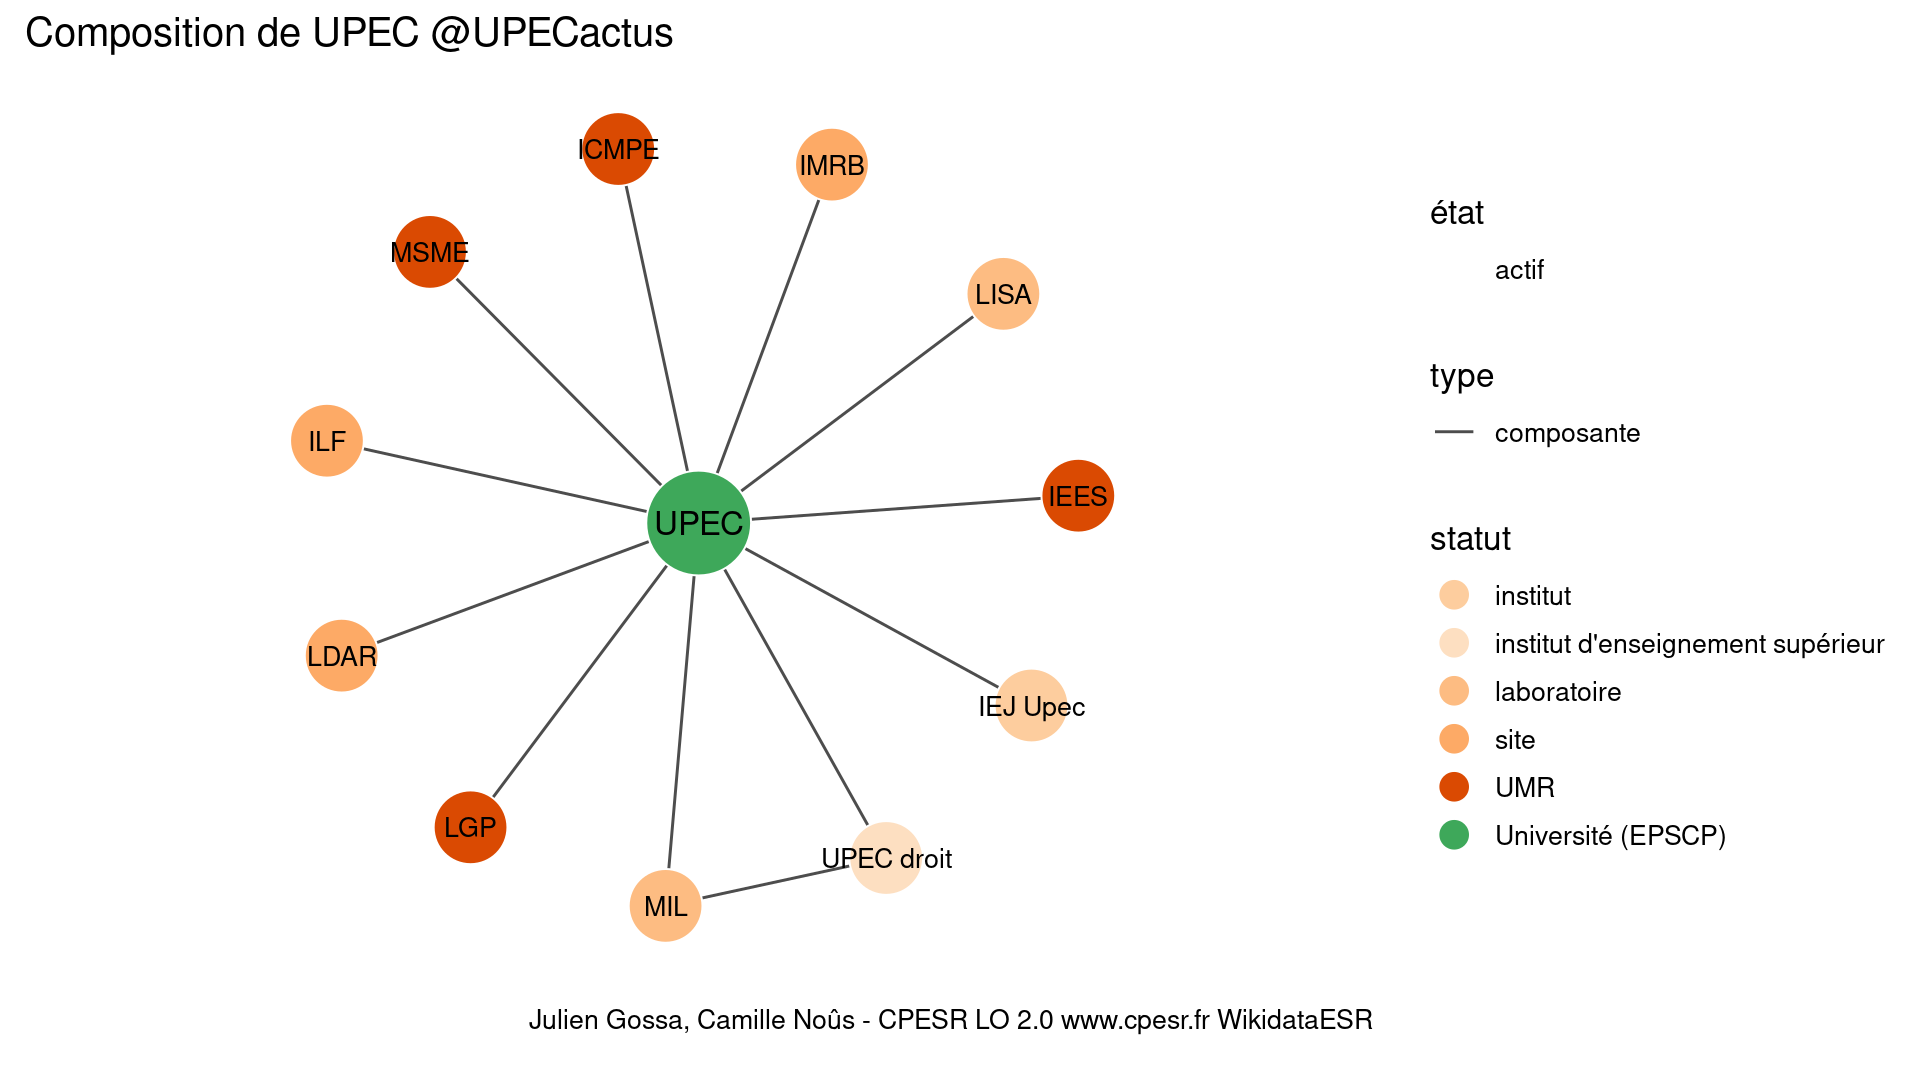 Composition de UPEC @UPECactus
ICMPE
IMRB
MSME
LISA
ILF
IEES
UPEC
LDAR
IEJ Upec
LGP
UPEC droit
MIL
état
actif
type
composante
statut
institut
institut d'enseignement supérieur
laboratoire
site
UMR
Université (EPSCP)
Julien Gossa, Camille Noûs - CPESR LO 2.0 www.cpesr.fr WikidataESR